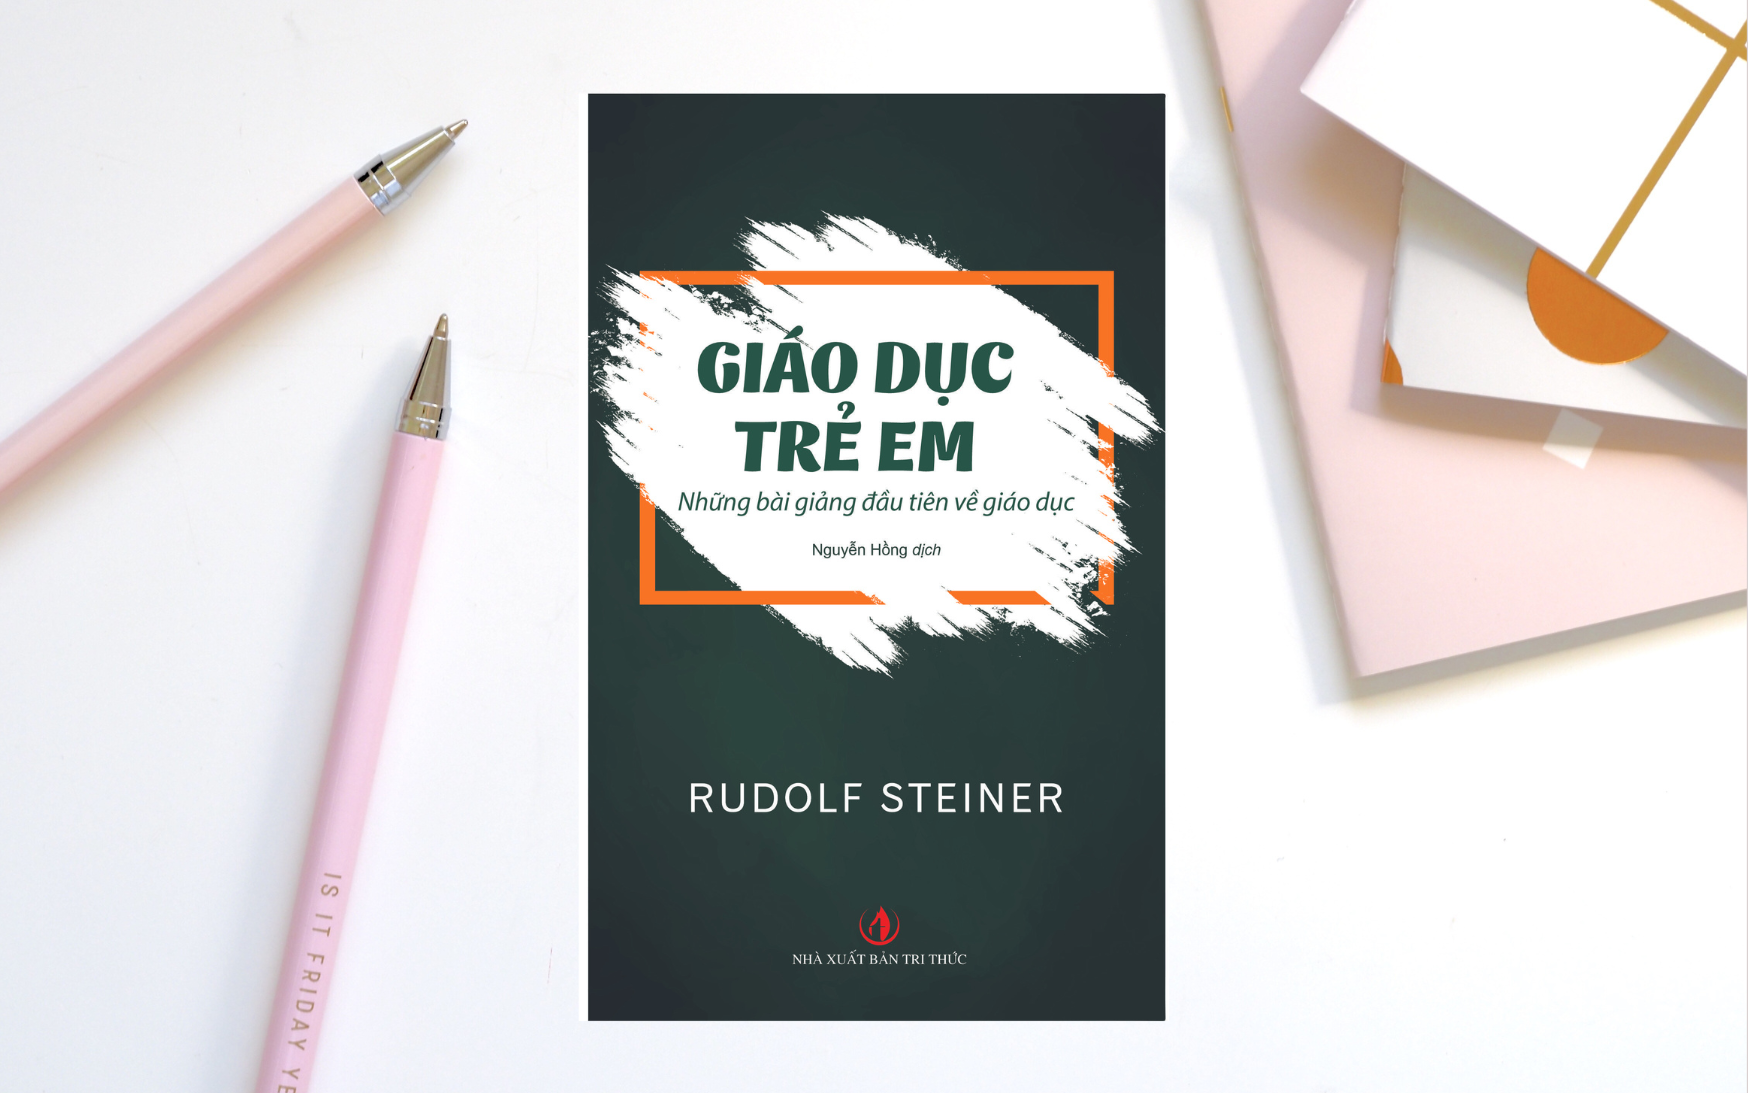 GIÁO DỤC
TRẺ EM
Những bài giảng đầu tiên về giáo dục
Nguyễn Hồng dịch
RUDOLF STEINER
NHÀ XUẤT BẢN TRI THỨC
IS IT FRIDAY YE